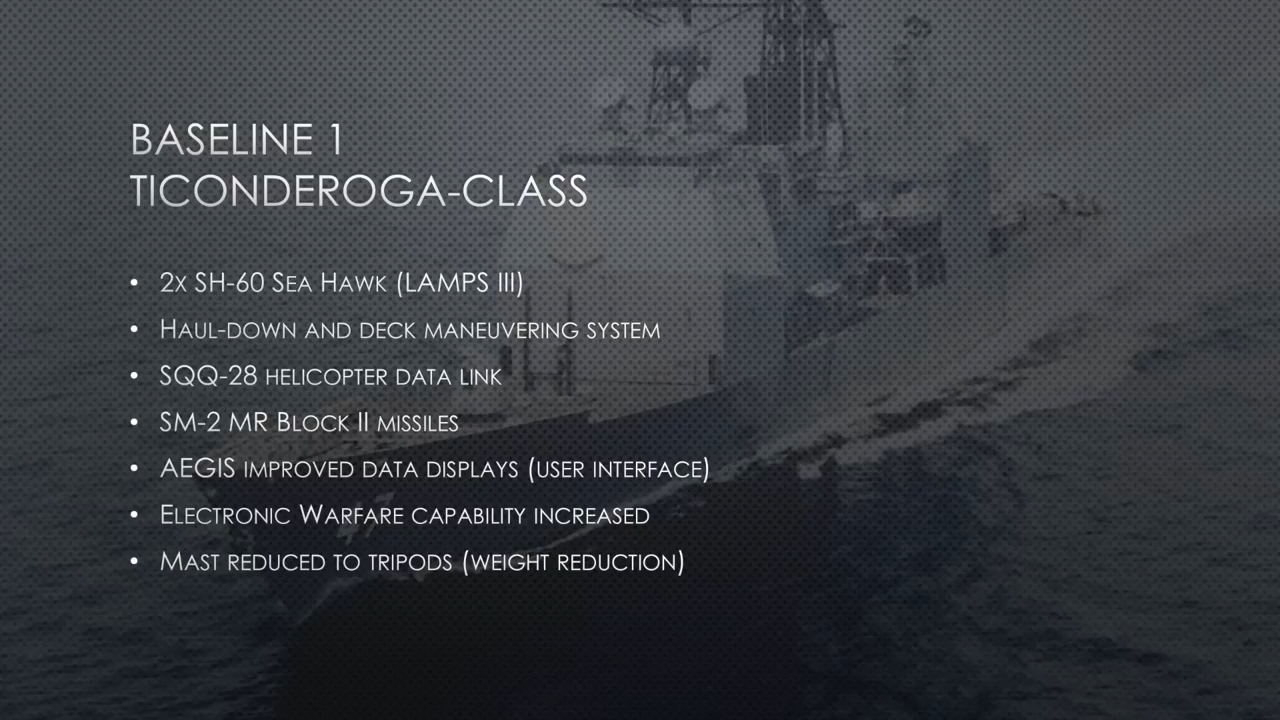 BASELINE 1
TICONDEROGA-CLASS
• 2x SH-60 Sea Hawk (LAMPS III)
• Haul-down and deck maneuvering system
• SQQ-28 helicopter data link
• SM-2 MR Block II missiles
• AEGIS improved data displays (user interface)
• Electronic Warfare capability increased
• Mast reduced to tripods (weight reduction)